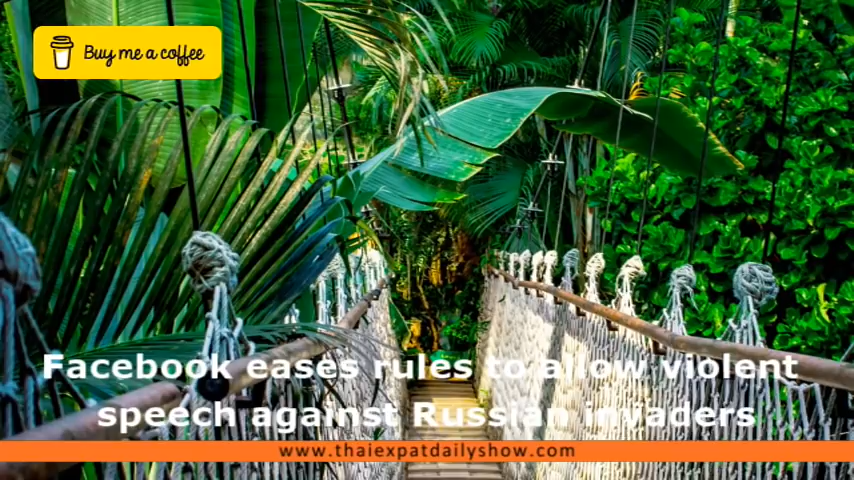 Buy me a coffee
Facebook eases rules to allow violent
speech against Russian invaders
www.thaiexpatdailyshow.com